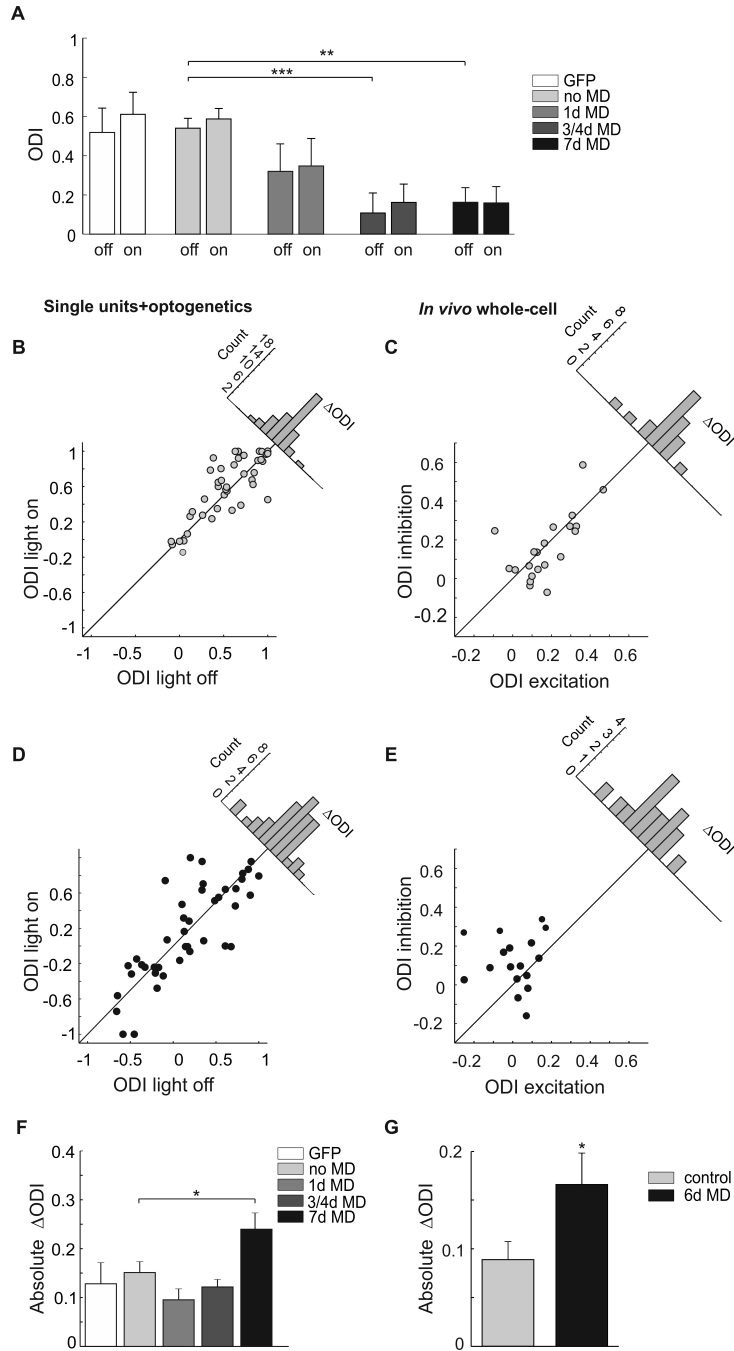 A
**
***
1
0.8
0.6
0.4
0.2
0
ODI
off on off on off on off on off on
GFP
no MD
1d MD
3/4d MD
7d MD
Single units+optogenetics
In vivo whole-cell
B
Count
2 6 10 14 18
ΔODI
1
0.6
0.2
-0.2
-0.6
-1
ODI light on
-1 -0.5 0 0.5 1
ODI light off
C
Count
0 2 4 6 8
ΔODI
0.6
0.4
0.2
0
-0.2
ODI inhibition
-0.2 0 0.2 0.4 0.6
ODI excitation
D
Count
0 2 4 6 8
ΔODI
0.6
0.2
-0.2
-0.6
-1
ODI light on
-1 -0.5 0 0.5 1
ODI light off
E
Count
0 1 2 3 4
ΔODI
0.6
0.4
0.2
0
-0.2
ODI inhibition
-0.2 0 0.2 0.4 0.6
ODI excitation
F
0.4
0.3
0.2
0.1
0
Absolute ΔODI
*
GFP
no MD
1d MD
3/4d MD
7d MD
G
0.2
0.1
0
Absolute ΔODI
*
control
6d MD